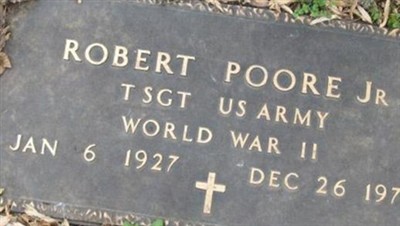 ROBERT POORE JR
TSGT US ARMY
WORLD WAR II
JAN 6 1927 DEC 26